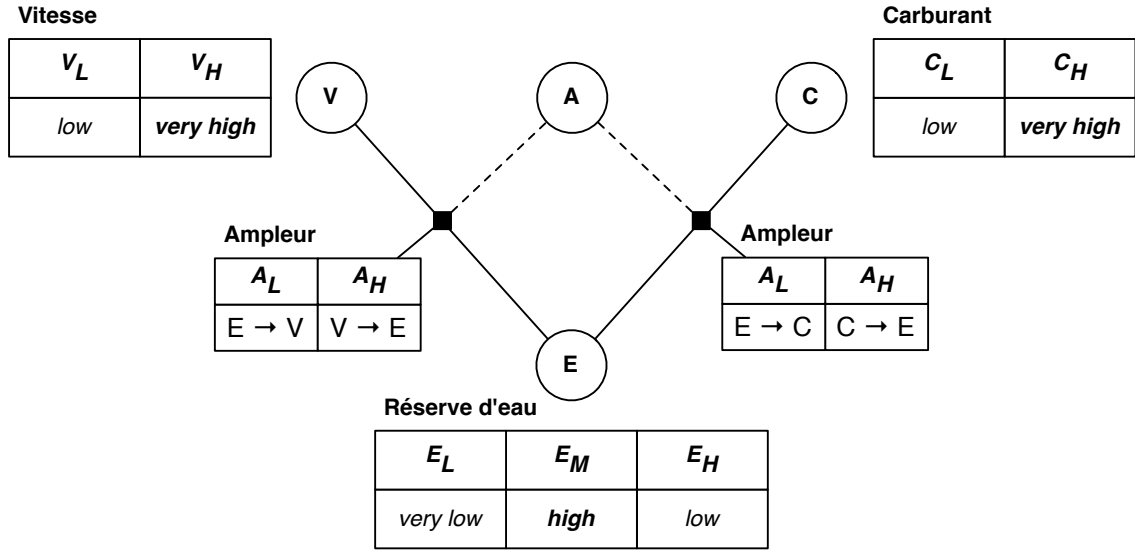 Vitesse
V_L V_H
low very high
V
A
C
Carburant
C_L C_H
low very high
Ampleur
A_L A_H
E → V V → E
Ampleur
A_L A_H
E → C C → E
E
Réserve d'eau
E_L E_M E_H
very low high low